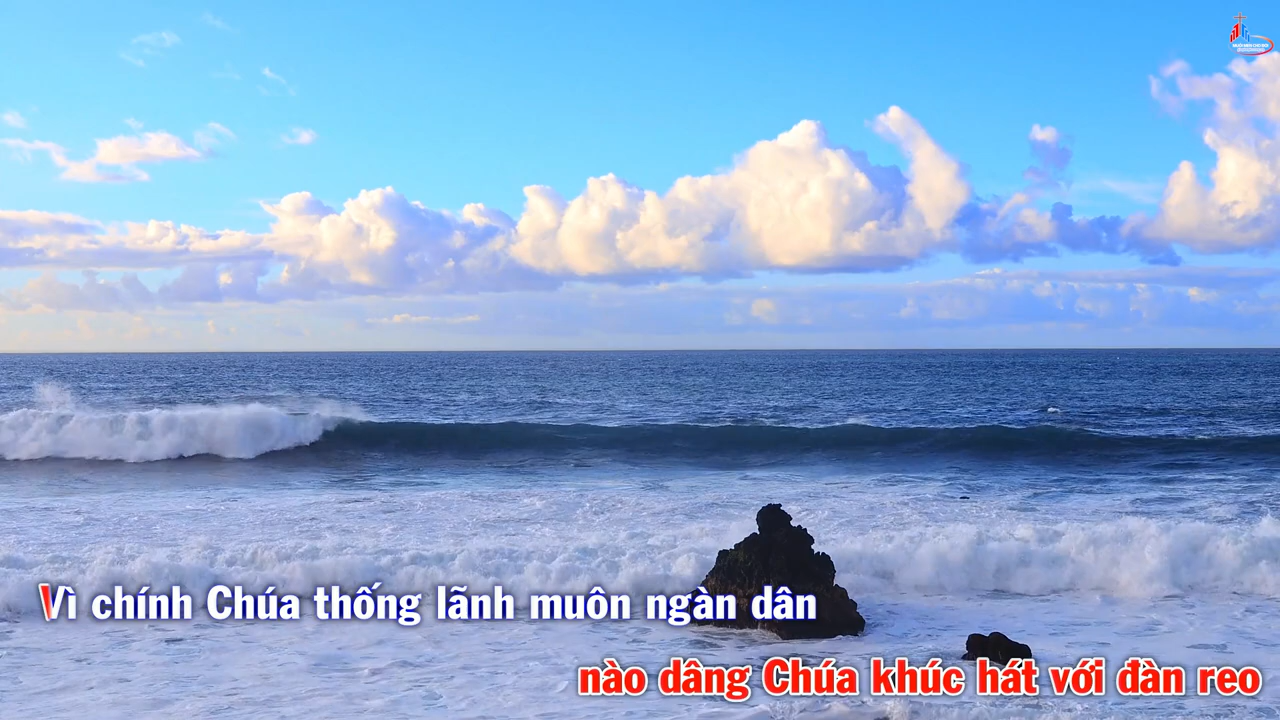 Vì chính Chúa thống lãnh muôn ngàn dân
nào dâng Chúa khúc hát với đàn reo